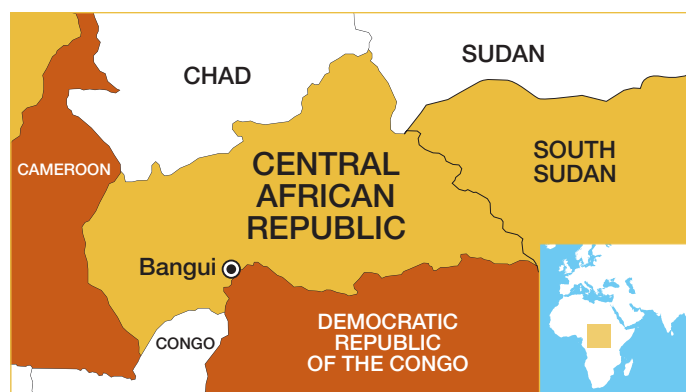 CHAD
SUDAN
CAMEROON
CENTRAL
AFRICAN
REPUBLIC
SOUTH
SUDAN
Bangui
CONGO
DEMOCRATIC
REPUBLIC
OF THE CONGO